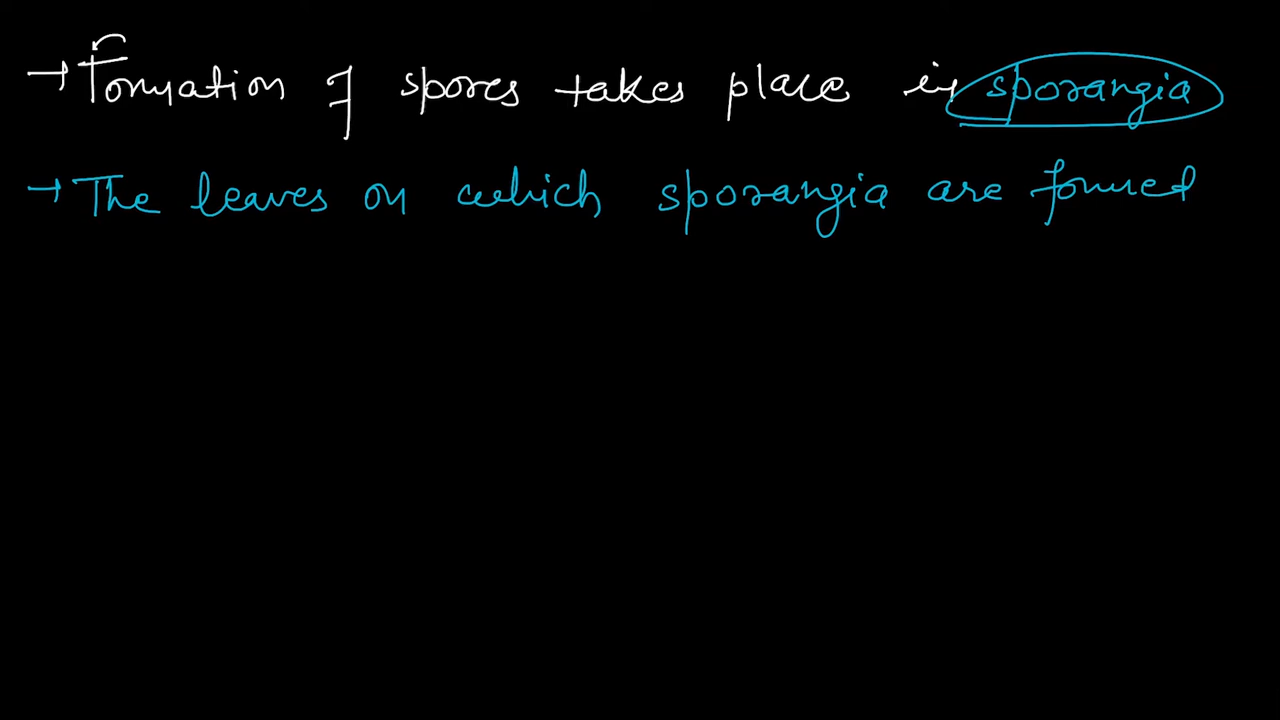 → Formation of spores takes place in sporangia
→ The leaves on which sporangia are formed